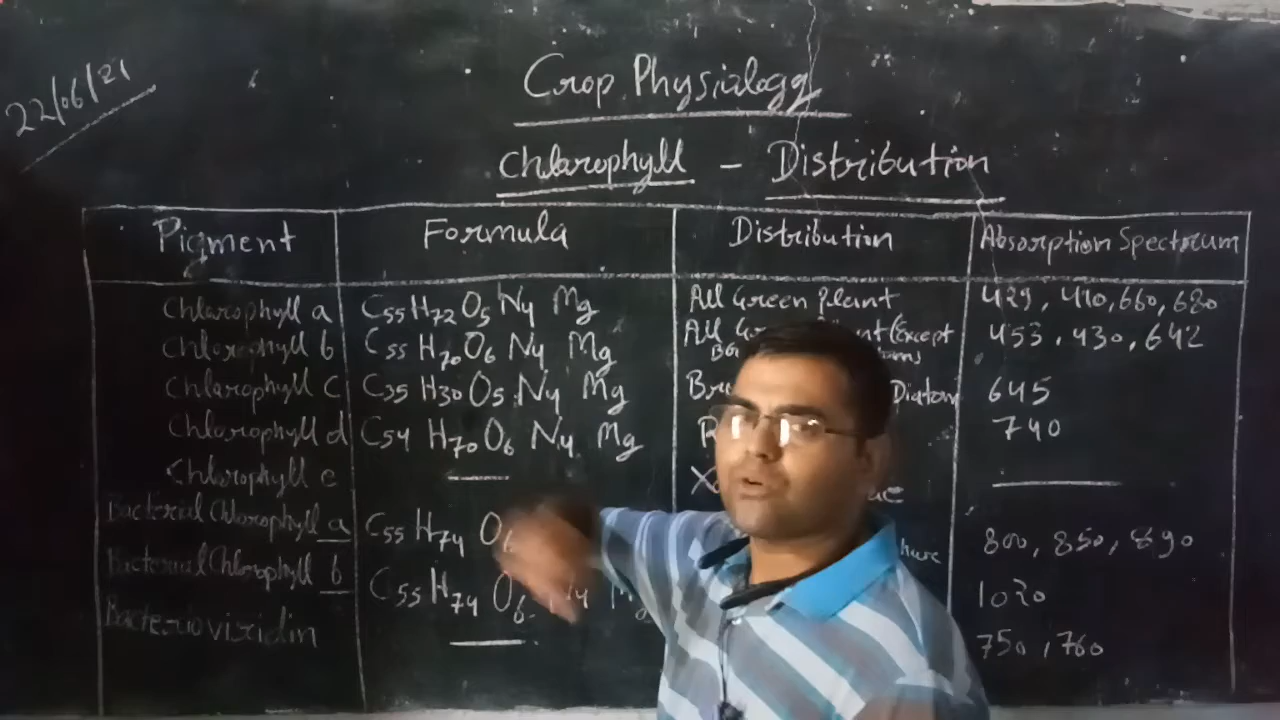 22/06/21
Crop Physiology
Chlorophyll - Distribution
Pigment Formula Distribution Absorption Spectrum
Chlorophyll a C55 H72 O5 N4 Mg All Green Plant 429, 410, 660, 680
Chlorophyll b C55 H70 O6 N4 Mg All (Except 453, 430, 642
Chlorophyll c C35 H30 O5 N4 Mg Diatom 645
Chlorophyll d C54 H70 O6 N4 Mg 740
Chlorophyll e — —
Bacterial Chlorophyll a C55 H74 O6 800, 850, 890
Bacterial Chlorophyll b C55 H74 O6 N4 Mg 1020
Bacterioviridin — 750, 760